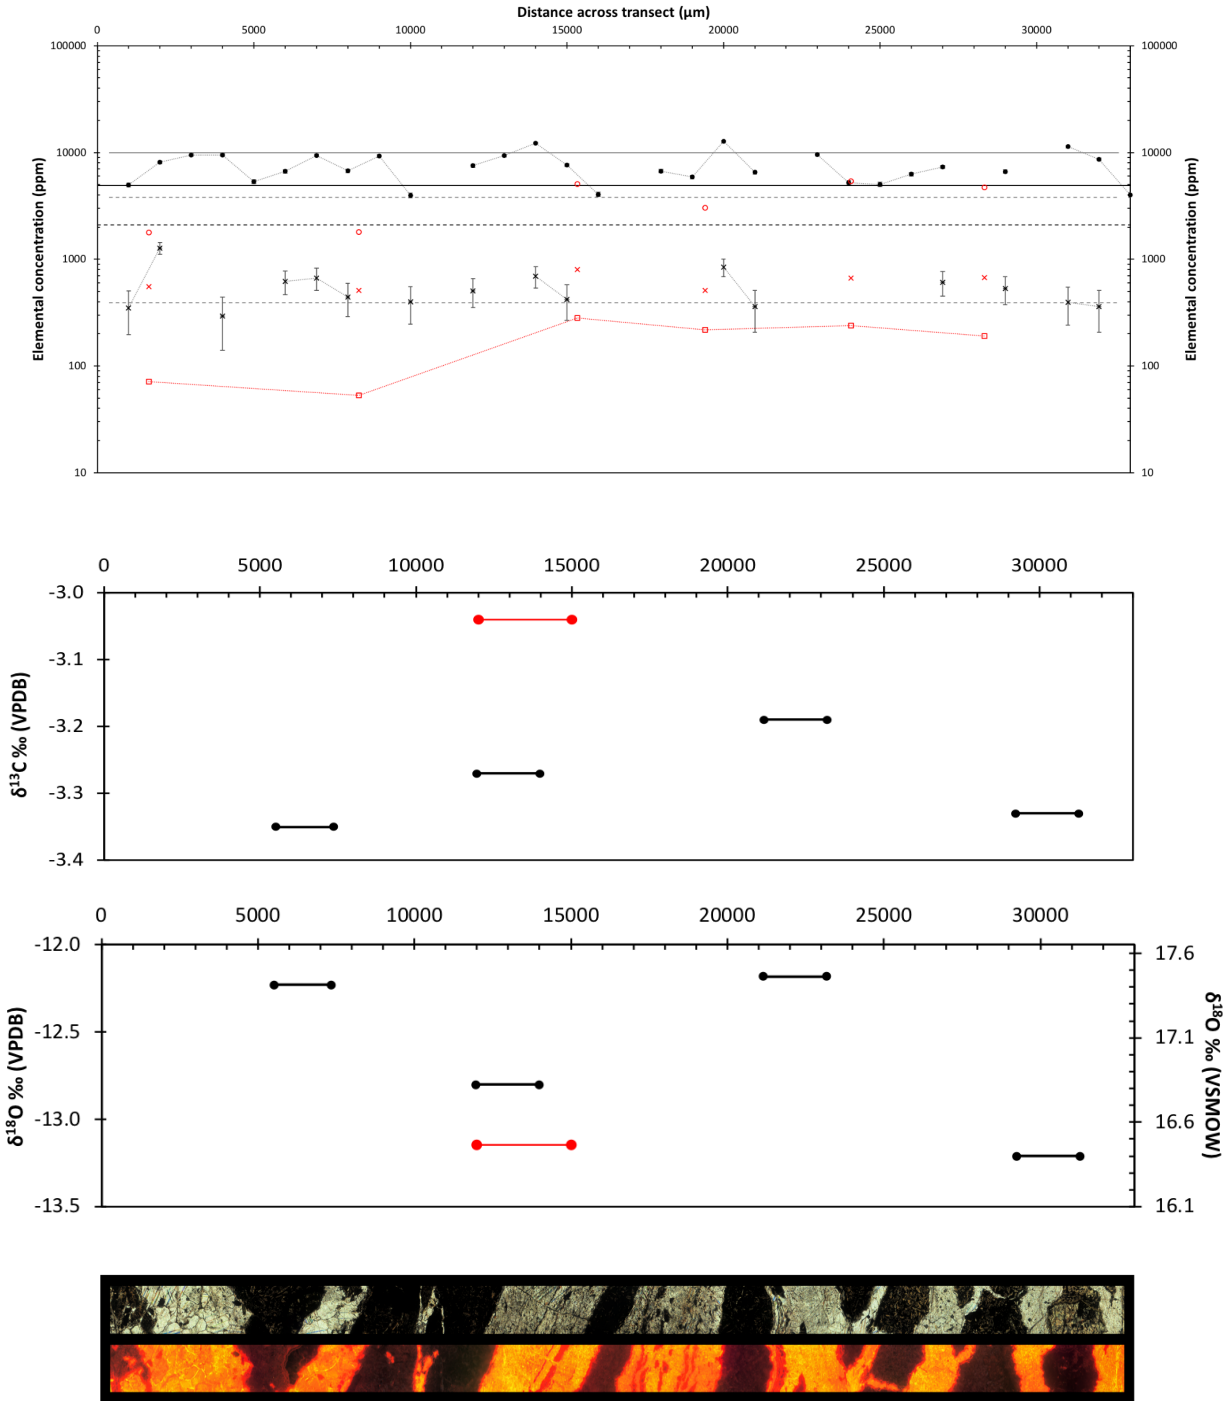 Distance across transect (µm)
0 5000 10000 15000 20000 25000 30000
100000 100000
10000 10000
1000 1000
100 100
10 10
Elemental concentration (ppm)
Elemental concentration (ppm)
0 5000 10000 15000 20000 25000 30000
-3.0
-3.1
-3.2
-3.3
-3.4
δ¹³C ‰ (VPDB)
0 5000 10000 15000 20000 25000 30000
-12.0
-12.5
-13.0
-13.5
δ¹⁸O ‰ (VPDB)
17.6
17.1
16.6
16.1
δ¹⁸O ‰ (VSMOW)